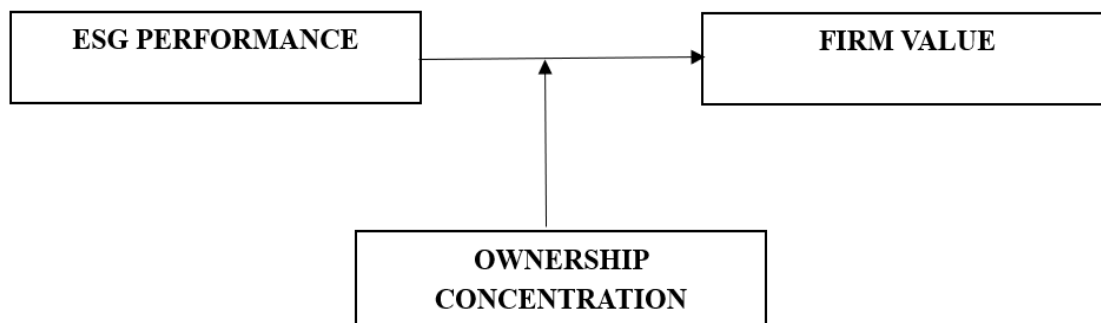 ESG PERFORMANCE
FIRM VALUE
OWNERSHIP
CONCENTRATION